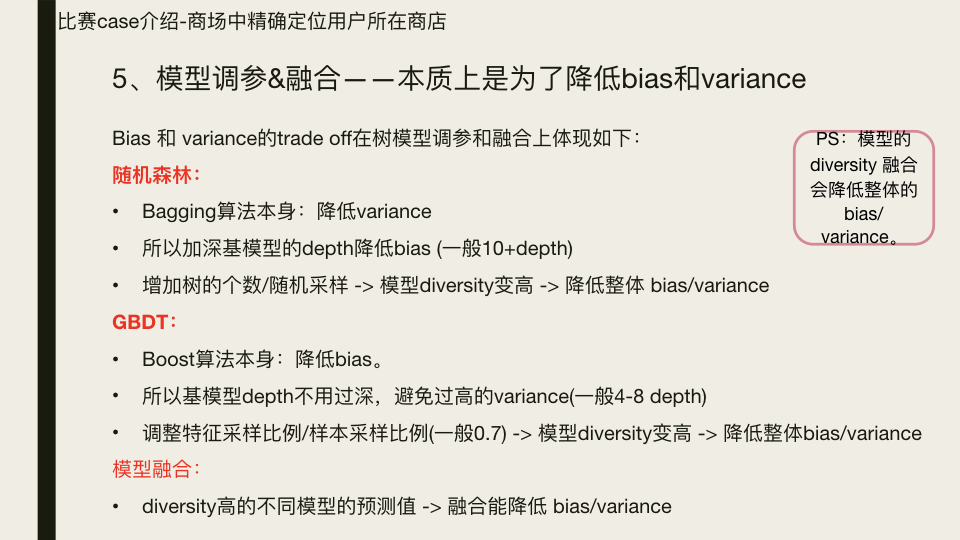 比赛case介绍-商场中精确定位用户所在商店
5、模型调参&融合——本质上是为了降低bias和variance
Bias 和 variance的trade off在树模型调参和融合上体现如下：
随机森林：
• Bagging算法本身：降低variance
• 所以加深基模型的depth降低bias (一般10+depth)
• 增加树的个数/随机采样 -> 模型diversity变高 -> 降低整体 bias/variance
GBDT：
• Boost算法本身：降低bias。
• 所以基模型depth不用过深，避免过高的variance(一般4-8 depth)
• 调整特征采样比例/样本采样比例(一般0.7) -> 模型diversity变高 -> 降低整体bias/variance
模型融合：
• diversity高的不同模型的预测值 -> 融合能降低 bias/variance
PS：模型的
diversity 融合
会降低整体的
bias/
variance。